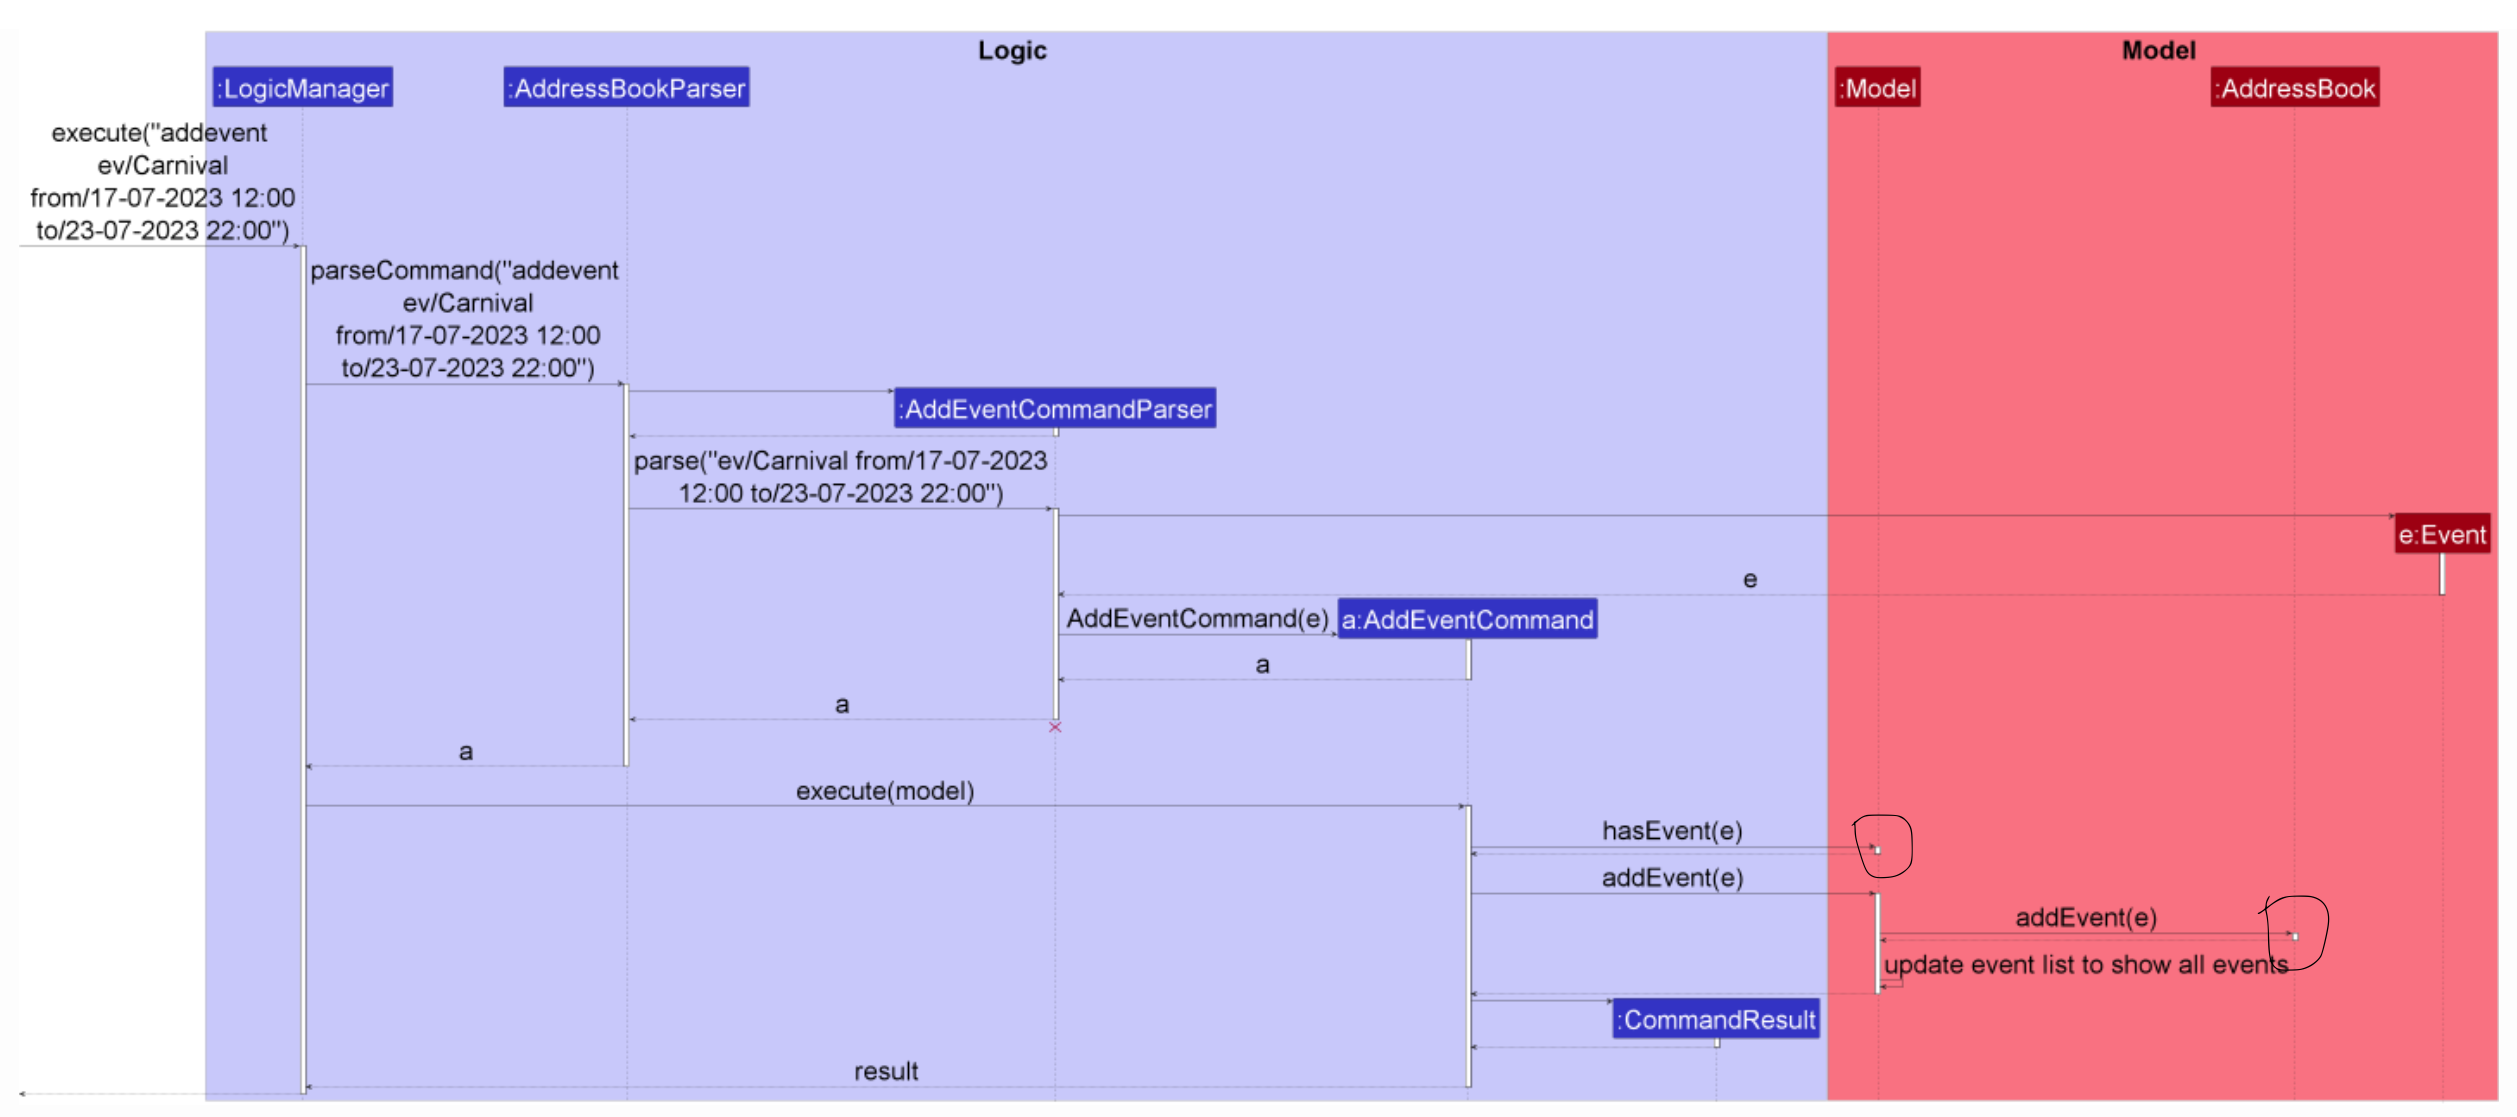 Logic
Model
:LogicManager
:AddressBookParser
:Model
:AddressBook
execute("addevent
ev/Carnival
from/17-07-2023 12:00
to/23-07-2023 22:00")
parseCommand("addevent
ev/Carnival
from/17-07-2023 12:00
to/23-07-2023 22:00")
:AddEventCommandParser
parse("ev/Carnival from/17-07-2023
12:00 to/23-07-2023 22:00")
e:Event
e
AddEventCommand(e)
a:AddEventCommand
a
a
a
execute(model)
hasEvent(e)
addEvent(e)
addEvent(e)
update event list to show all events
:CommandResult
result